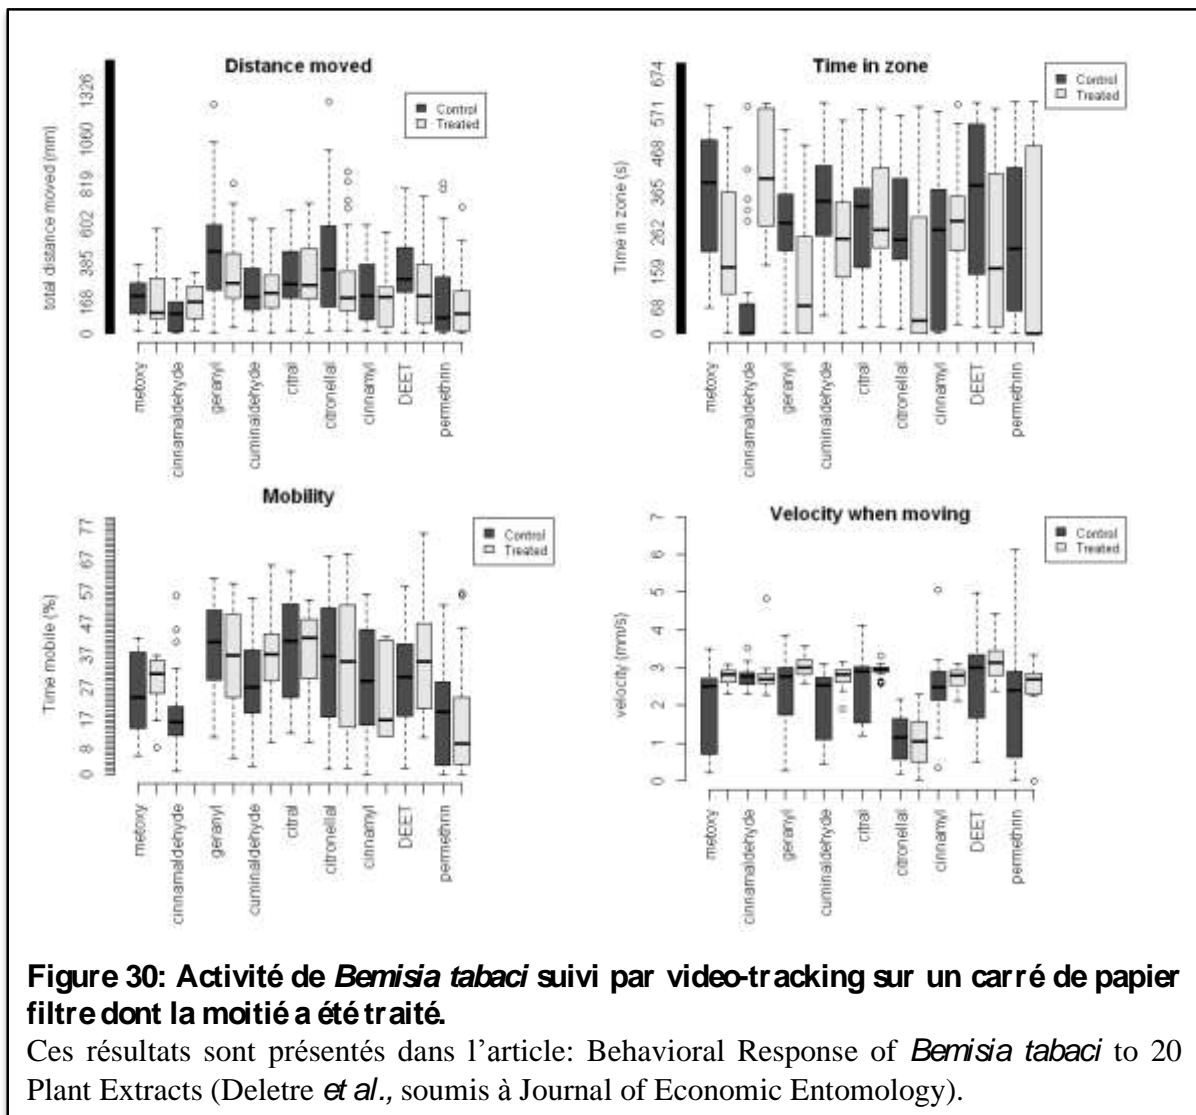 Distance moved
Control
Treated
total distance moved (mm)
0 168 385 602 819 1060 1326
metoxy
cinnamaldehyde
geranyl
cuminaldehyde
citral
citronellal
cinnamyl
DEET
permethrin
Time in zone
Control
Treated
Time in zone (s)
0 68 159 262 365 468 571 674
metoxy
cinnamaldehyde
geranyl
cuminaldehyde
citral
citronellal
cinnamyl
DEET
permethrin
Mobility
Control
Treated
Time mobile (%)
0 8 17 27 37 47 57 67 77
metoxy
cinnamaldehyde
geranyl
cuminaldehyde
citral
citronellal
cinnamyl
DEET
permethrin
Velocity when moving
Control
Treated
velocity (mm/s)
0 1 2 3 4 5 6 7
metoxy
cinnamaldehyde
geranyl
cuminaldehyde
citral
citronellal
cinnamyl
DEET
permethrin
Figure 30: Activité de Bemisia tabaci suivi par video-tracking sur un carré de papier
filtre dont la moitié a été traité.
Ces résultats sont présentés dans l'article: Behavioral Response of Bemisia tabaci to 20
Plant Extracts (Deletre et al., soumis à Journal of Economic Entomology).